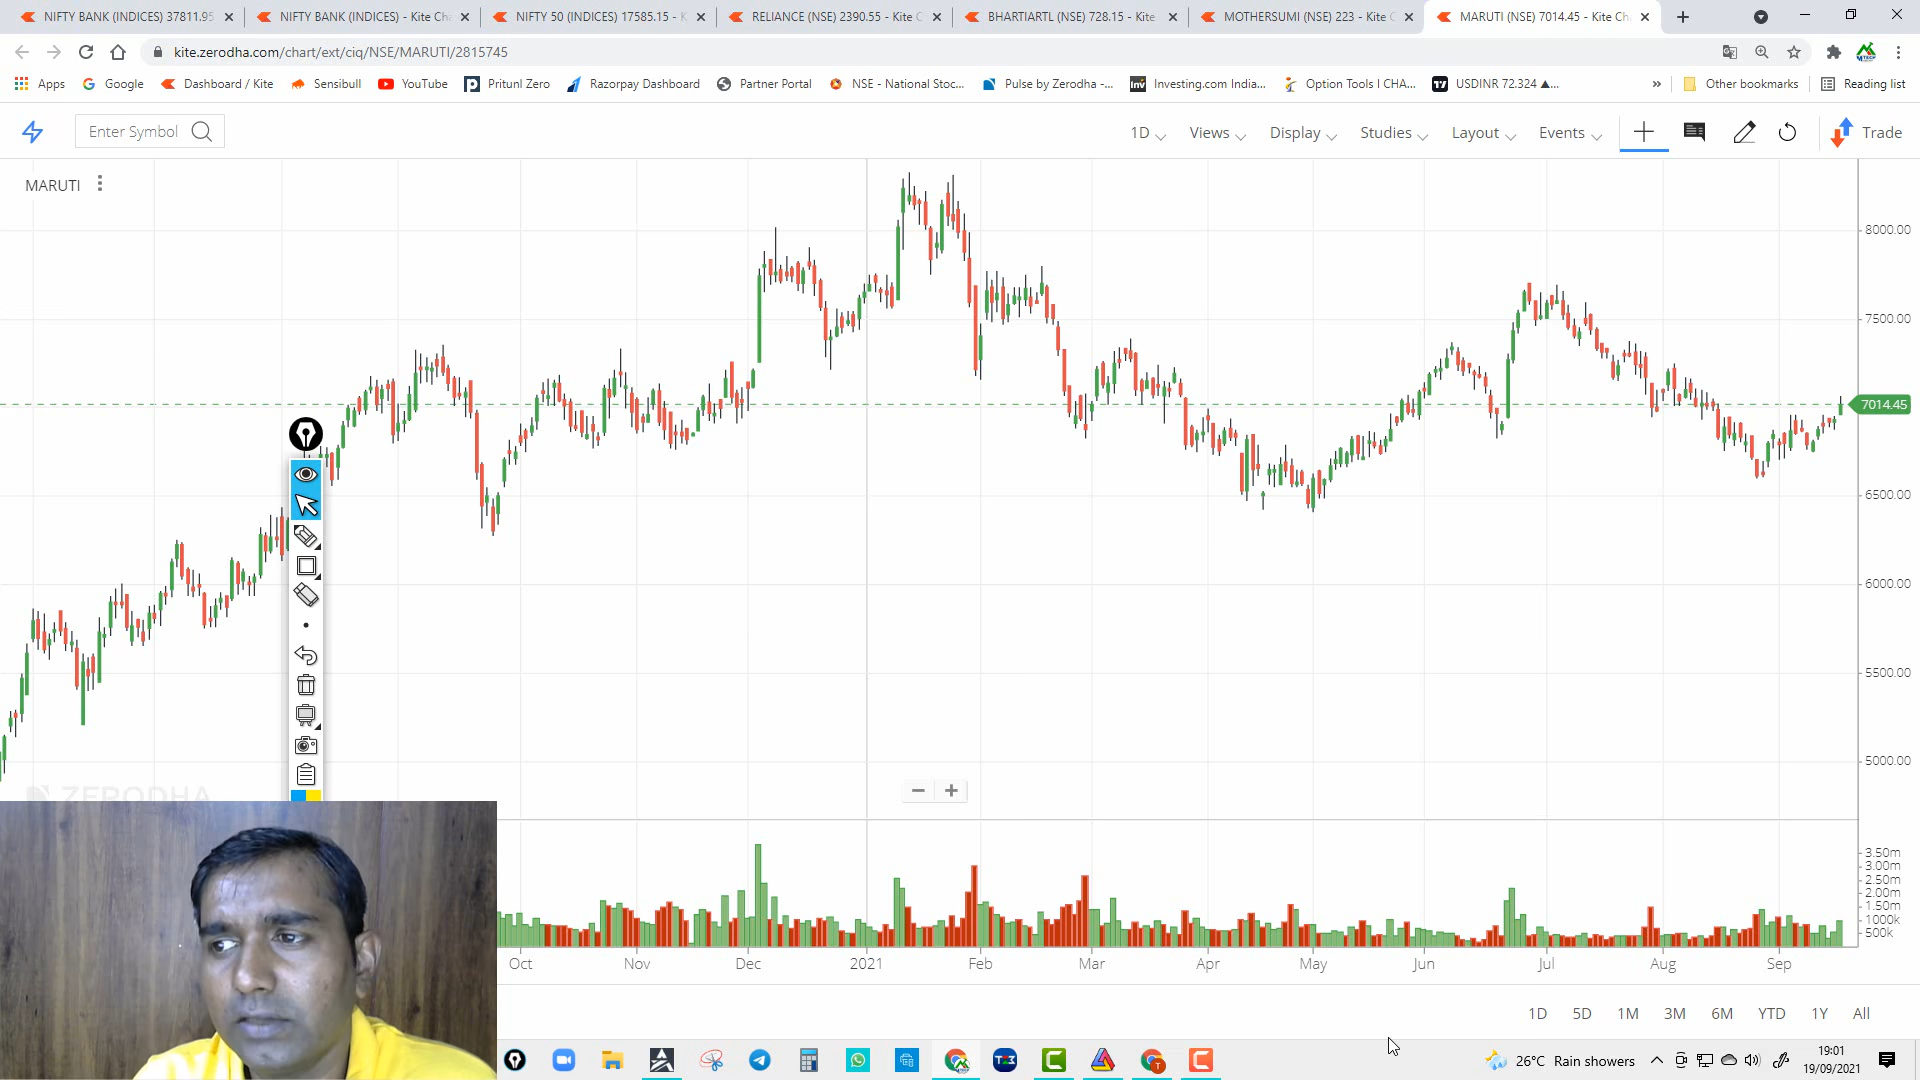 NIFTY BANK (INDICES) 37811.95
NIFTY BANK (INDICES) - Kite Ch
NIFTY 50 (INDICES) 17585.15 - K
RELIANCE (NSE) 2390.55 - Kite C
BHARTIARTL (NSE) 728.15 - Kite
MOTHERSUMI (NSE) 223 - Kite C
MARUTI (NSE) 7014.45 - Kite Ch
kite.zerodha.com/chart/ext/ciq/NSE/MARUTI/2815745
Apps
Google
Dashboard / Kite
Sensibull
YouTube
Pritunl Zero
Razorpay Dashboard
Partner Portal
NSE - National Stoc...
Pulse by Zerodha -...
Inv Investing.com India...
Option Tools I CHA...
USDINR 72.324 ▲...
»
Other bookmarks
Reading list
Enter Symbol
1D
Views
Display
Studies
Layout
Events
Trade
MARUTI
8000.00
7500.00
7014.45
6500.00
6000.00
5500.00
5000.00
ZERODHA
3.50m
3.00m
2.50m
2.00m
1.50m
1000k
500k
Oct
Nov
Dec
2021
Feb
Mar
Apr
May
Jun
Jul
Aug
Sep
1D
5D
1M
3M
6M
YTD
1Y
All
26°C Rain showers
19:01
19/09/2021